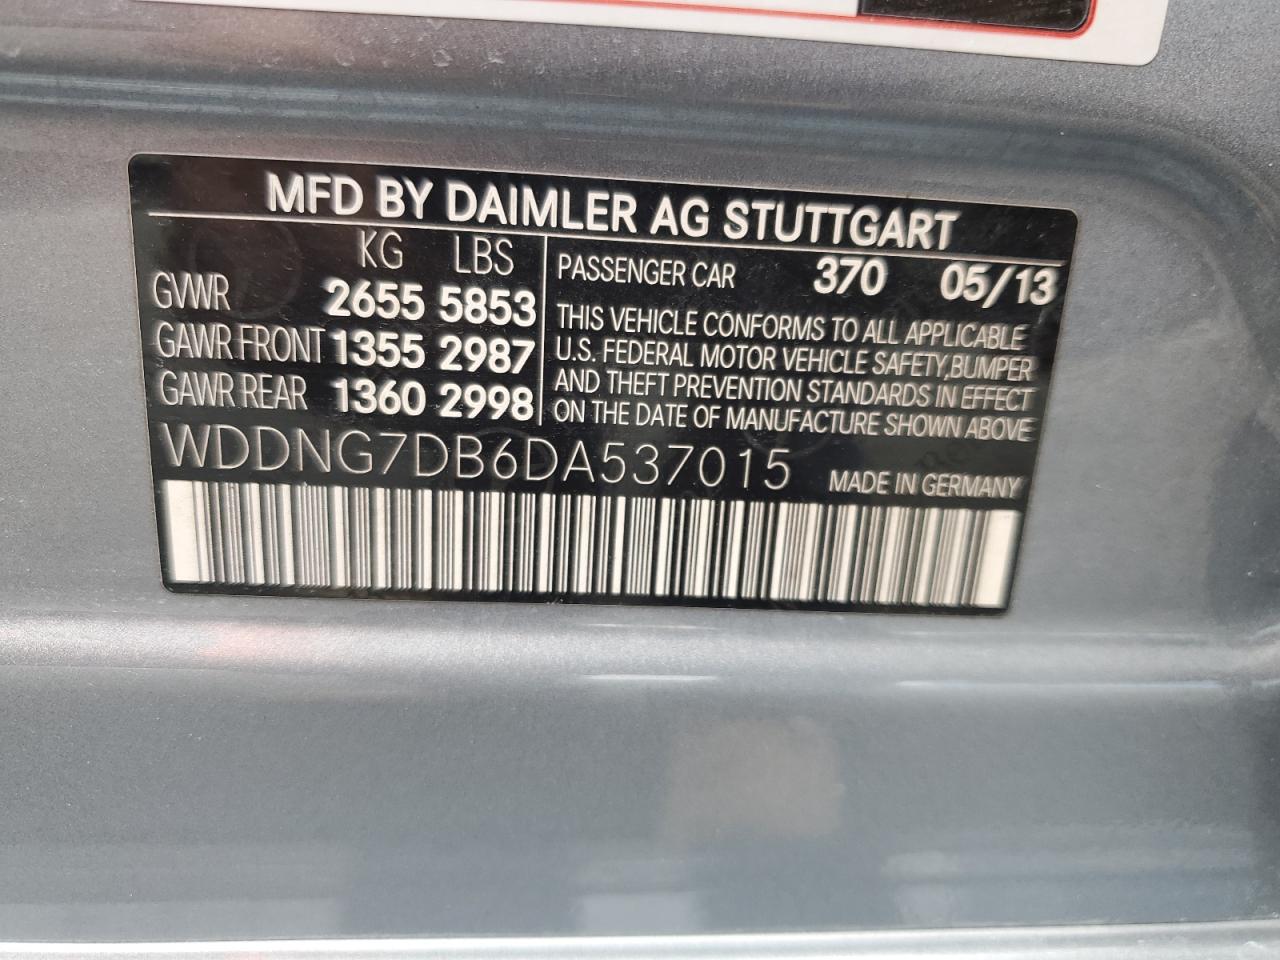 MFD BY DAIMLER AG STUTTGART
KG LBS
GVWR 2655 5853
GAWR FRONT 1355 2987
GAWR REAR 1360 2998
PASSENGER CAR 370 05/13
THIS VEHICLE CONFORMS TO ALL APPLICABLE
U.S. FEDERAL MOTOR VEHICLE SAFETY,BUMPER
AND THEFT PREVENTION STANDARDS IN EFFECT
ON THE DATE OF MANUFACTURE SHOWN ABOVE
WDDNG7DB6DA537015
MADE IN GERMANY